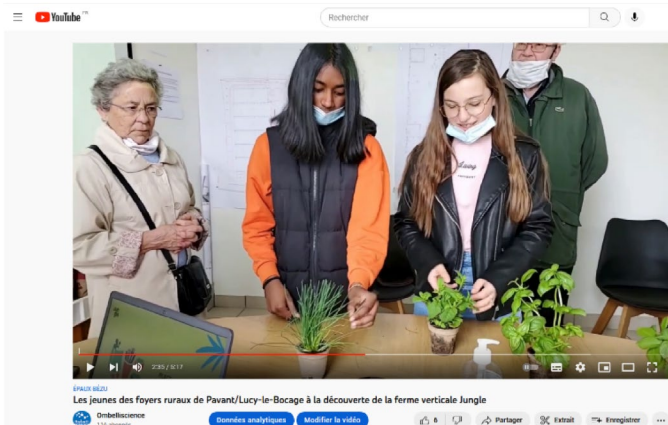 YouTube FR
Rechercher
2:35 / 5:17
ÉPAUX BÉZU
Les jeunes des foyers ruraux de Pavant/Lucy-le-Bocage à la découverte de la ferme verticale Jungle
Ombelliscience
Données analytiques
Modifier la vidéo
6
Partager
Extrait
Enregistrer